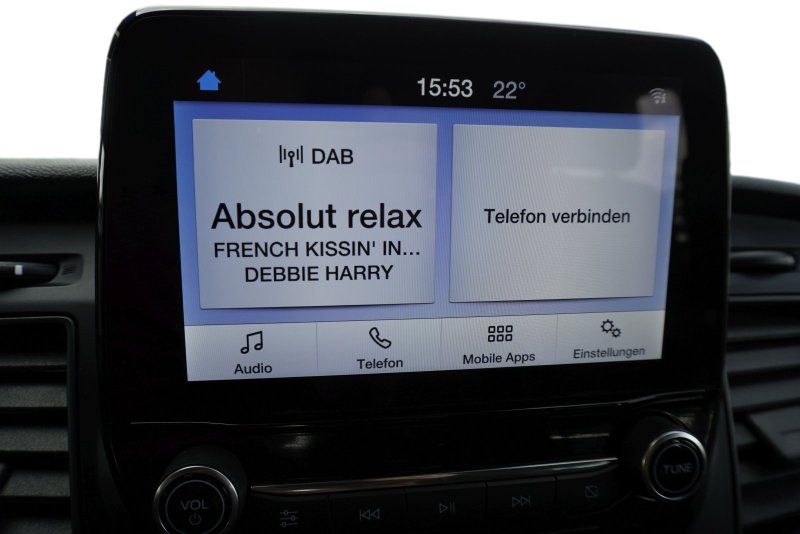 15:53 22°
DAB
Absolut relax
FRENCH KISSIN' IN...
DEBBIE HARRY
Telefon verbinden
Audio
Telefon
Mobile Apps
Einstellungen
VOL
TUNE